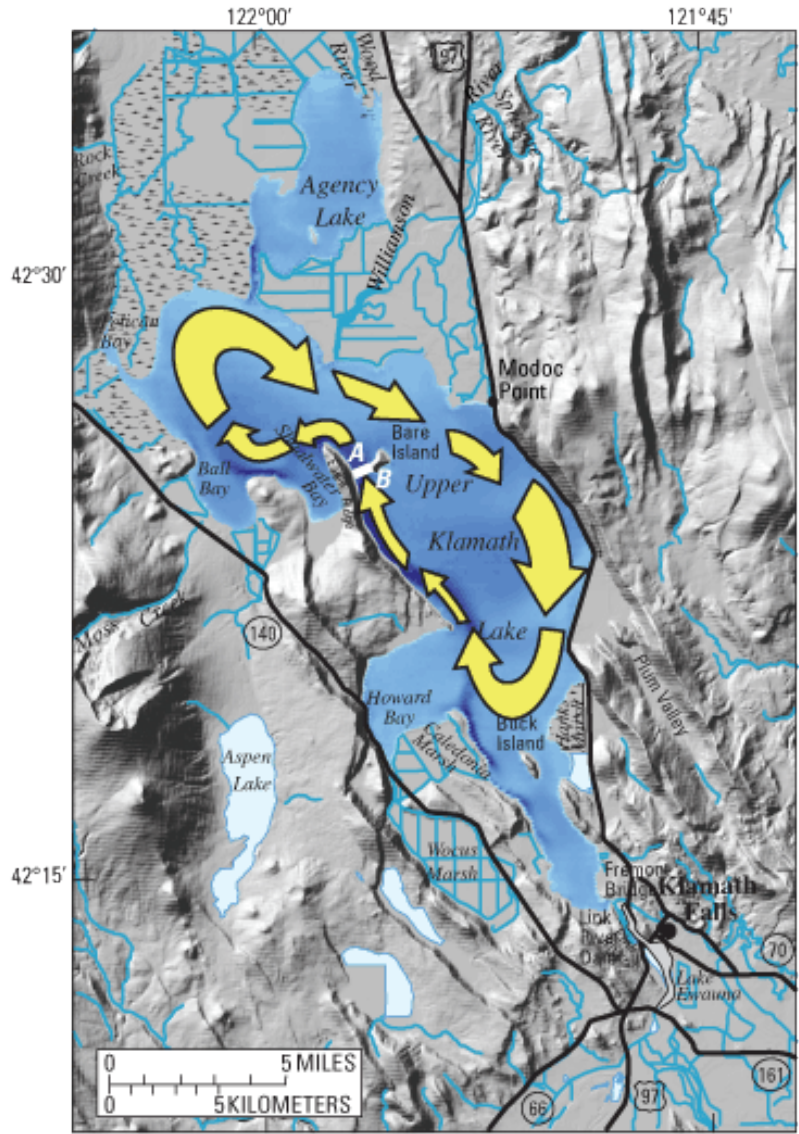 122°00'
121°45'
97
Wood
River
River
Sprague
River
Rock
Creek
Agency
Lake
Williamson
42°30'
Pelican
Bay
Modoc
Point
Bare
Island
A
B
Shoalwater
Bay
Ball
Bay
Upper
Klamath
Lake
Moss Creek
140
Howard
Bay
Buck
Island
Hanks
Marsh
Plum Valley
Caledonia
Marsh
Aspen
Lake
Wocus
Marsh
42°15'
Fremont
Bridge
Klamath
Falls
Link
River
Dam
Lake
Ewauna
70
0 5 MILES
0 5 KILOMETERS
66
97
161